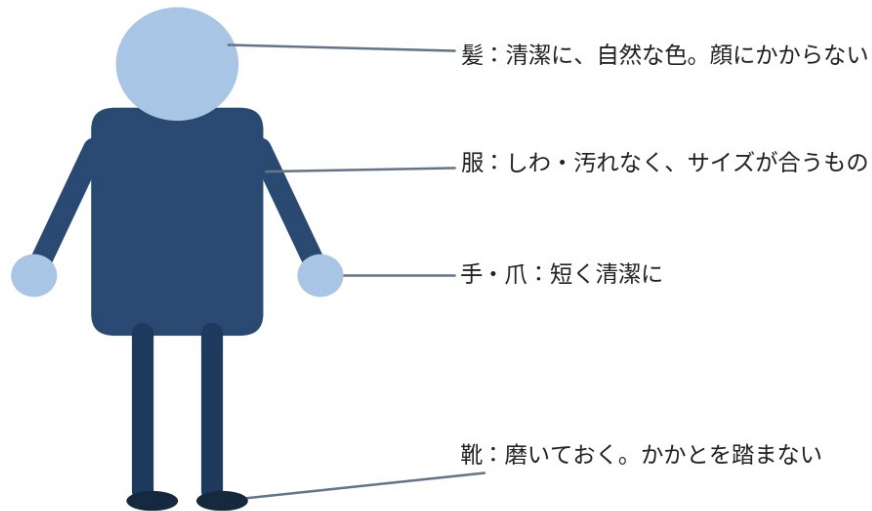 髪：清潔に、自然な色。顔にかからない
服：しわ・汚れなく、サイズが合うもの
手・爪：短く清潔に
靴：磨いておく。かかとを踏まない